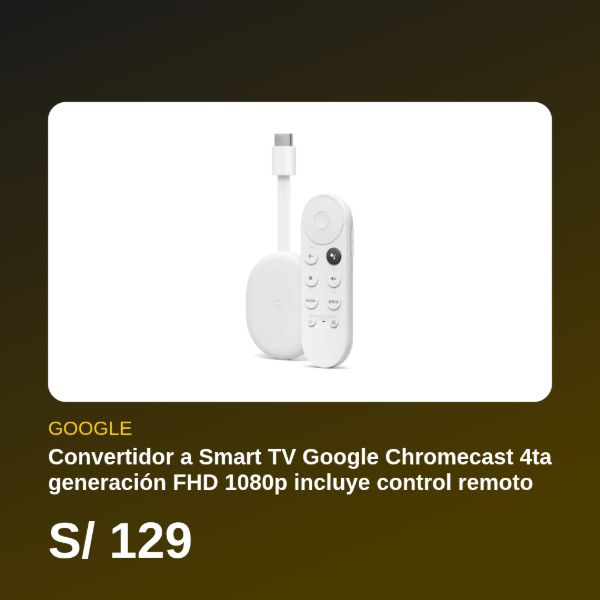 GOOGLE
Convertidor a Smart TV Google Chromecast 4ta
generación FHD 1080p incluye control remoto
S/ 129